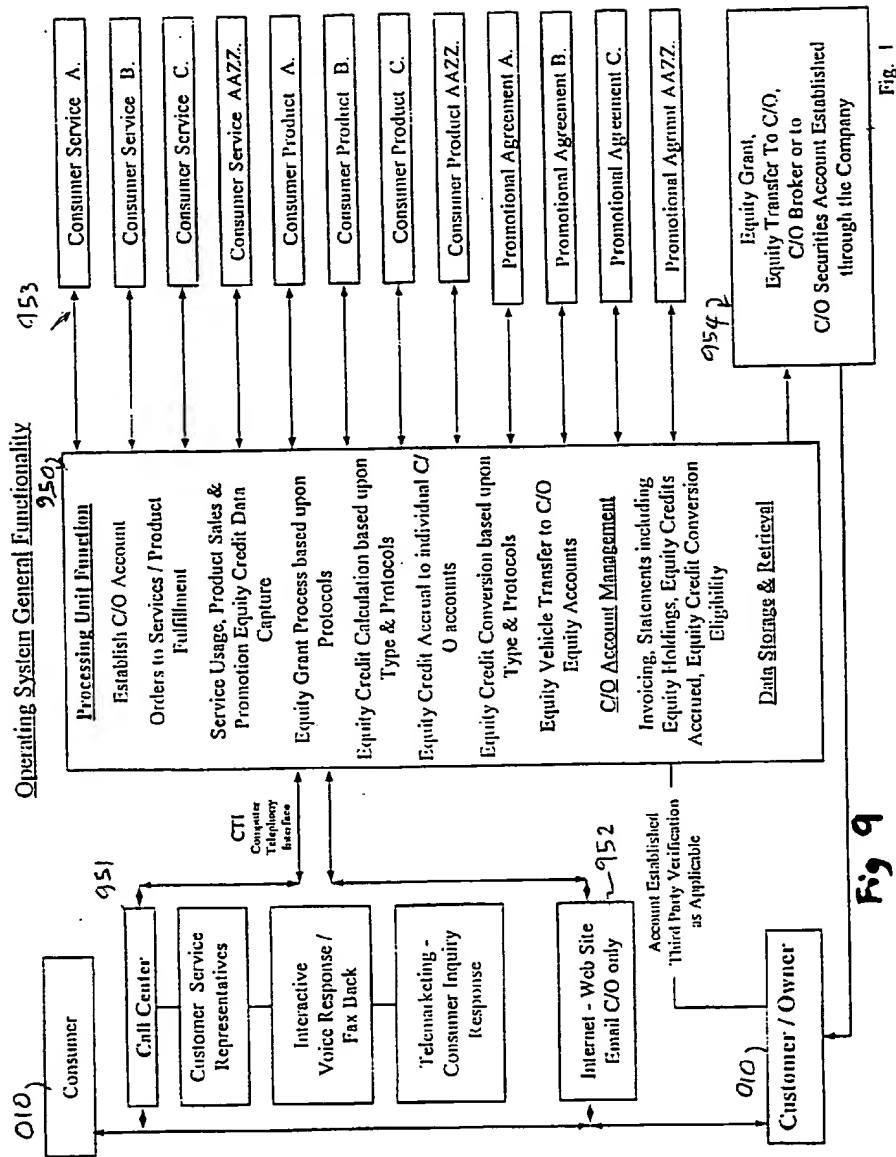 Operating System General Functionality
010
Consumer
951
Call Center
Customer Service
Representatives
Interactive
Voice Response /
Fax Back
Telemarketing -
Consumer Inquiry
Response
952
Internet - Web Site
Email C/O only
010
Customer / Owner
CTI
Computer
Telephony
Interface
Account Established
Third Party Verification
as Applicable
950
Processing Unit Function
Establish C/O Account
Orders to Services / Product
Fulfillment
Service Usage, Product Sales &
Promotion Equity Credit Data
Capture
Equity Grant Process based upon
Protocols
Equity Credit Calculation based upon
Type & Protocols
Equity Credit Accrual to individual C/
O accounts
Equity Credit Conversion based upon
Type & Protocols
Equity Vehicle Transfer to C/O
Equity Accounts
C/O Account Management
Invoicing, Statements including
Equity Holdings, Equity Credits
Accrued, Equity Credit Conversion
Eligibility
Data Storage & Retrieval
953
Consumer Service A.
Consumer Service B.
Consumer Service C.
Consumer Service AAZZ.
Consumer Product A.
Consumer Product B.
Consumer Product C.
Consumer Product AAZZ.
Promotional Agreement A.
Promotional Agreement B.
Promotional Agreement C.
Promotional Agrmnt AAZZ.
954
Equity Grant,
Equity Transfer To C/O,
C/O Broker or to
C/O Securities Account Established
through the Company
Fig 9
Fig. 1